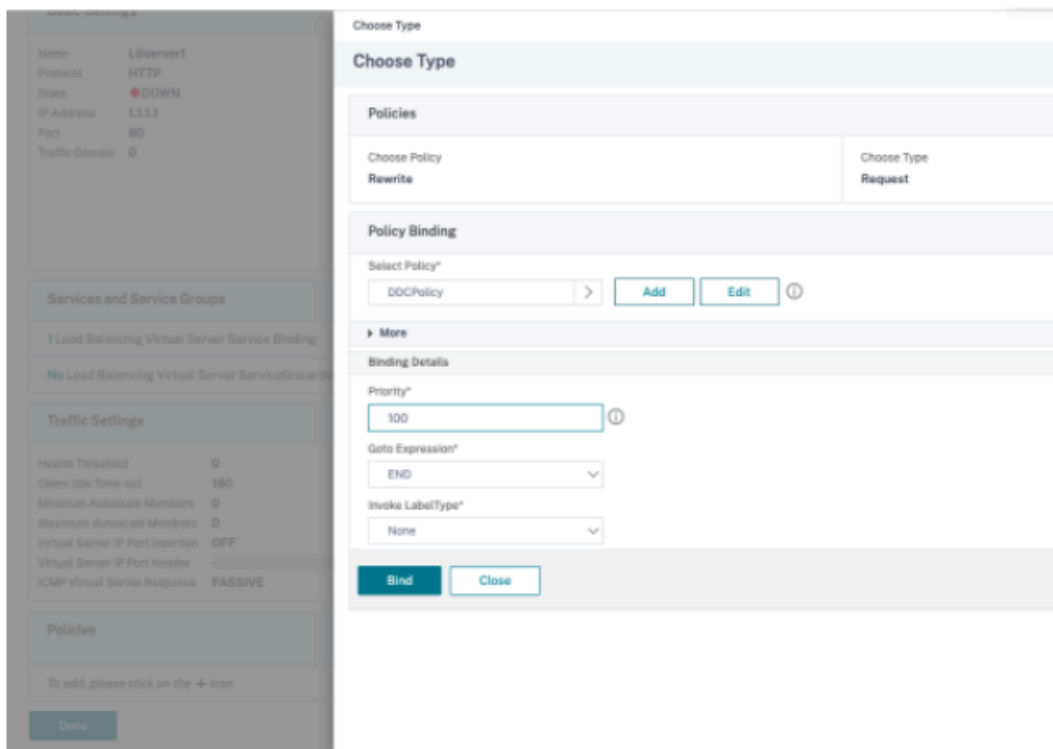 Basic Settings
Name LBserver1
Protocol HTTP
State DOWN
IP Address 1.1.1.1
Port 80
Traffic Domain 0
Services and Service Groups
1 Load Balancing Virtual Server Service Binding
No Load Balancing Virtual Server ServiceGroup Bi
Traffic Settings
Health Threshold 0
Client Idle Time-out 180
Minimum Autoscale Members 0
Maximum Autoscale Members 0
Virtual Server IP Port Insertion OFF
Virtual Server IP Port Header -
ICMP Virtual Server Response PASSIVE
Policies
To add, please click on the + icon
Done
Choose Type
Choose Type
Policies
Choose Policy Choose Type
Rewrite Request
Policy Binding
Select Policy*
DDCPolicy > Add Edit
More
Binding Details
Priority*
100
Goto Expression*
END
Invoke LabelType*
None
Bind Close